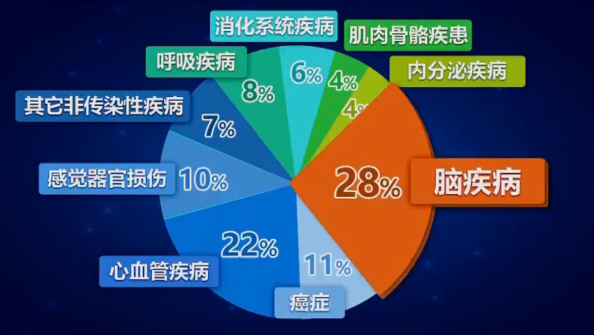 消化系统疾病
肌肉骨骼疾患
呼吸疾病
内分泌疾病
6%
4%
8%
4%
其它非传染性疾病
7%
感觉器官损伤
10%
28%
脑疾病
22%
心血管疾病
11%
癌症